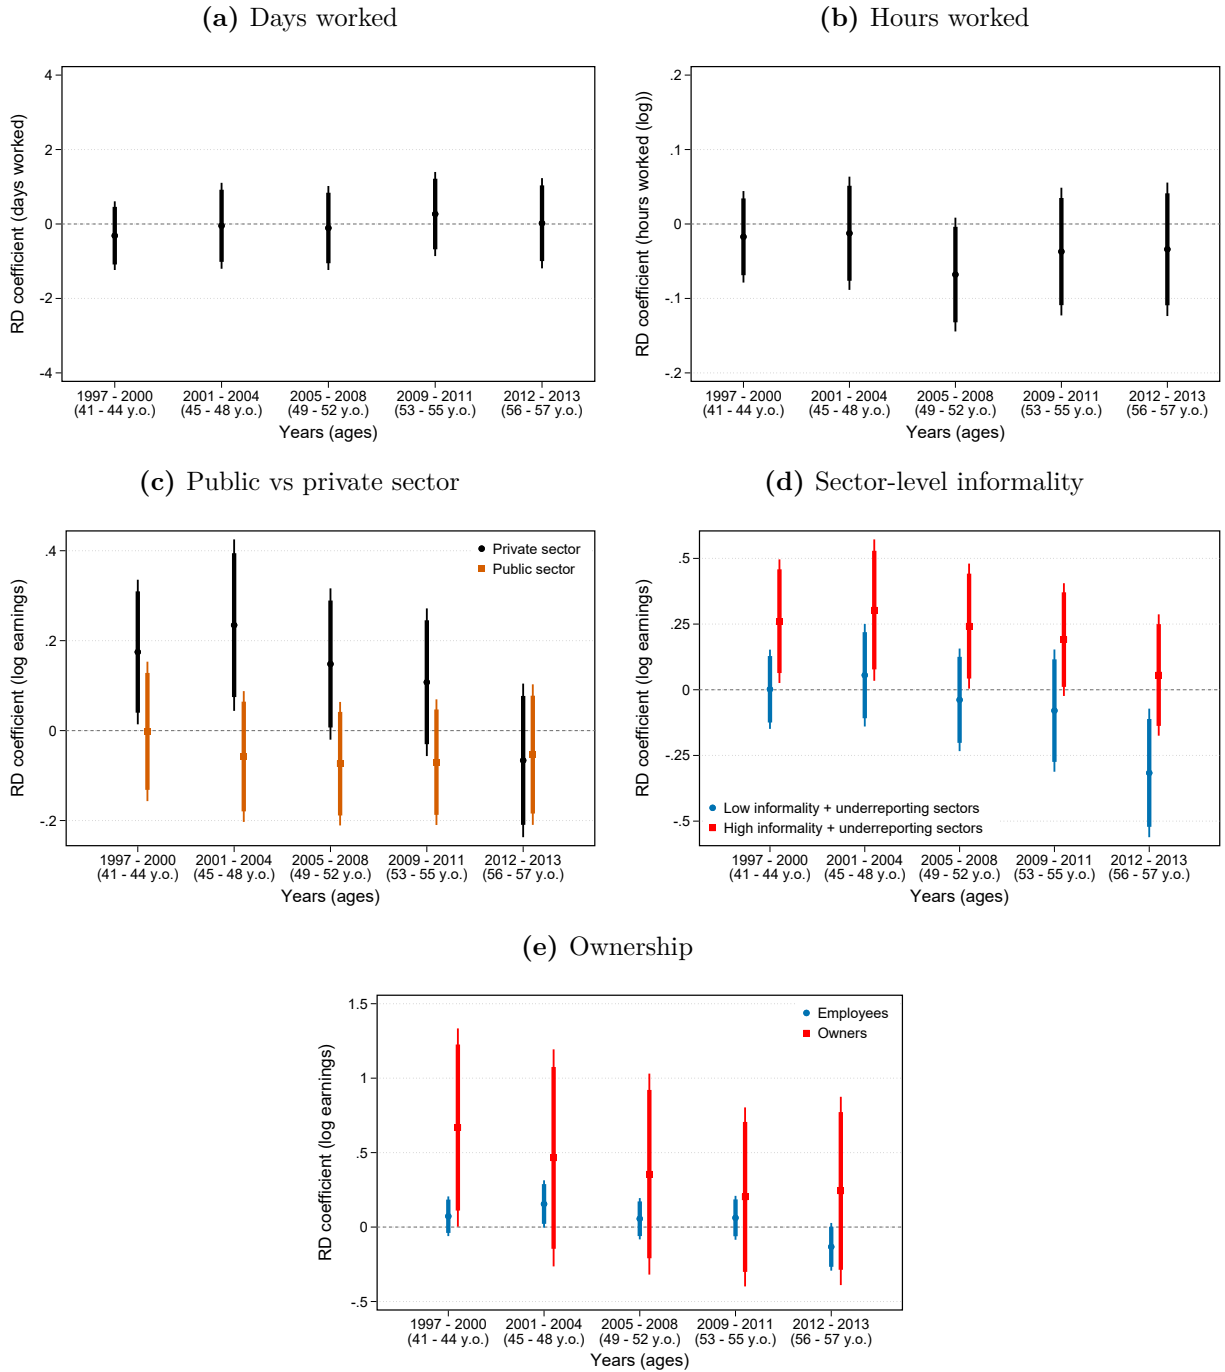 (a) Days worked
RD coefficient (days worked)
4
2
0
-2
-4
1997 - 2000 2001 - 2004 2005 - 2008 2009 - 2011 2012 - 2013
(41 - 44 y.o.) (45 - 48 y.o.) (49 - 52 y.o.) (53 - 55 y.o.) (56 - 57 y.o.)
Years (ages)
(b) Hours worked
RD coefficient (hours worked (log))
.2
.1
0
-.1
-.2
1997 - 2000 2001 - 2004 2005 - 2008 2009 - 2011 2012 - 2013
(41 - 44 y.o.) (45 - 48 y.o.) (49 - 52 y.o.) (53 - 55 y.o.) (56 - 57 y.o.)
Years (ages)
(c) Public vs private sector
RD coefficient (log earnings)
.4
.2
0
-.2
Private sector
Public sector
1997 - 2000 2001 - 2004 2005 - 2008 2009 - 2011 2012 - 2013
(41 - 44 y.o.) (45 - 48 y.o.) (49 - 52 y.o.) (53 - 55 y.o.) (56 - 57 y.o.)
Years (ages)
(d) Sector-level informality
RD coefficient (log earnings)
.5
.25
0
-.25
-.5
Low informality + underreporting sectors
High informality + underreporting sectors
1997 - 2000 2001 - 2004 2005 - 2008 2009 - 2011 2012 - 2013
(41 - 44 y.o.) (45 - 48 y.o.) (49 - 52 y.o.) (53 - 55 y.o.) (56 - 57 y.o.)
Years (ages)
(e) Ownership
RD coefficient (log earnings)
1.5
1
.5
0
-.5
Employees
Owners
1997 - 2000 2001 - 2004 2005 - 2008 2009 - 2011 2012 - 2013
(41 - 44 y.o.) (45 - 48 y.o.) (49 - 52 y.o.) (53 - 55 y.o.) (56 - 57 y.o.)
Years (ages)